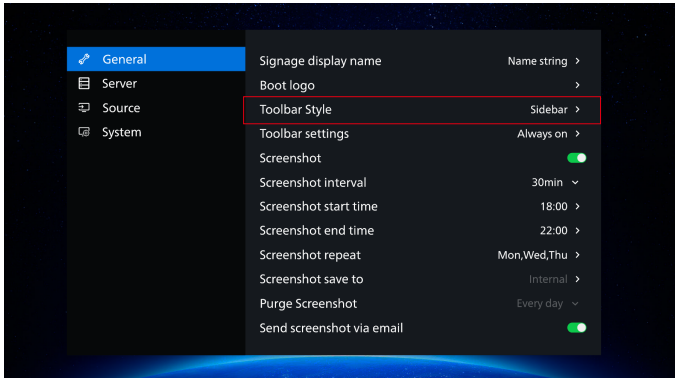 General
Server
Source
System
Signage display name Name string
Boot logo
Toolbar Style Sidebar
Toolbar settings Always on
Screenshot
Screenshot interval 30min
Screenshot start time 18:00
Screenshot end time 22:00
Screenshot repeat Mon,Wed,Thu
Screenshot save to Internal
Purge Screenshot Every day
Send screenshot via email